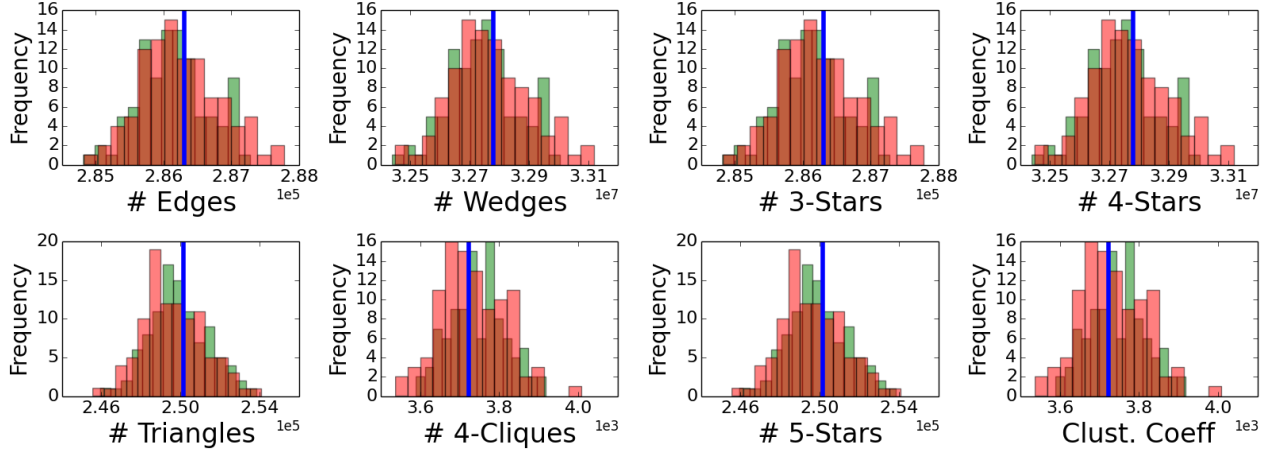 16
14
12
10
8
6
4
2
0
Frequency
2.85 2.86 2.87 2.88
1e5
# Edges
16
14
12
10
8
6
4
2
0
Frequency
3.25 3.27 3.29 3.31
1e7
# Wedges
16
14
12
10
8
6
4
2
0
Frequency
2.85 2.86 2.87 2.88
1e5
# 3-Stars
16
14
12
10
8
6
4
2
0
Frequency
3.25 3.27 3.29 3.31
1e7
# 4-Stars
20
15
10
5
0
Frequency
2.46 2.50 2.54
1e5
# Triangles
16
14
12
10
8
6
4
2
0
Frequency
3.6 3.8 4.0
1e3
# 4-Cliques
20
15
10
5
0
Frequency
2.46 2.50 2.54
1e5
# 5-Stars
16
14
12
10
8
6
4
2
0
Frequency
3.6 3.8 4.0
1e3
Clust. Coeff